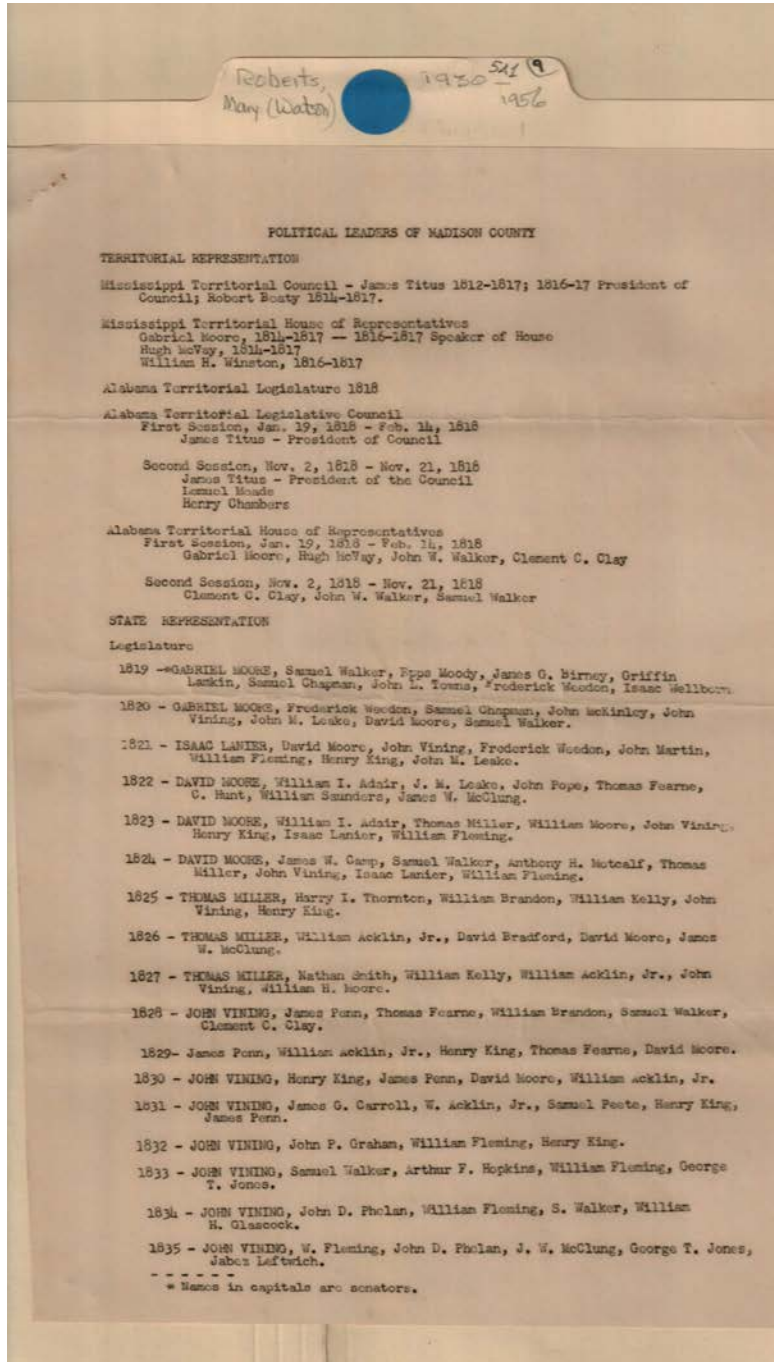 Roberts,
Mary (Watson)
1930 521 9
—
1956
POLITICAL LEADERS OF MADISON COUNTY
TERRITORIAL REPRESENTATION
Mississippi Territorial Council - James Titus 1812-1817; 1816-17 President of
Council; Robert Beaty 1814-1817.
Mississippi Territorial House of Representatives
Gabriel Moore, 1814-1817 -- 1816-1817 Speaker of House
Hugh McVay, 1814-1817
William H. Winston, 1816-1817
Alabama Territorial Legislature 1818
Alabama Territorial Legislative Council
First Session, Jan. 19, 1818 - Feb. 14, 1818
James Titus - President of Council
Second Session, Nov. 2, 1818 - Nov. 21, 1818
James Titus - President of the Council
Lemuel Meade
Henry Chambers
Alabama Territorial House of Representatives
First Session, Jan. 19, 1818 - Feb. 14, 1818
Gabriel Moore, Hugh McVay, John W. Walker, Clement C. Clay
Second Session, Nov. 2, 1818 - Nov. 21, 1818
Clement C. Clay, John W. Walker, Samuel Walker
STATE REPRESENTATION
Legislature
1819 -*GABRIEL MOORE, Samuel Walker, Epps Moody, James G. Birney, Griffin
Lamkin, Samuel Chapman, John L. Towns, Frederick Weedon, Isaac Wellborn
1820 - GABRIEL MOORE, Frederick Weedon, Samuel Chapman, John McKinley, John
Vining, John M. Leake, David Moore, Samuel Walker.
1821 - ISAAC LANIER, David Moore, John Vining, Frederick Weedon, John Martin,
William Fleming, Henry King, John M. Leake.
1822 - DAVID MOORE, William I. Adair, J. M. Leake, John Pope, Thomas Fearne,
C. Hunt, William Saunders, James W. McClung.
1823 - DAVID MOORE, William I. Adair, Thomas Miller, William Moore, John Vining,
Henry King, Isaac Lanier, William Fleming.
1824 - DAVID MOORE, James W. Camp, Samuel Walker, Anthony H. Metcalf, Thomas
Miller, John Vining, Isaac Lanier, William Fleming.
1825 - THOMAS MILLER, Harry I. Thornton, William Brandon, William Kelly, John
Vining, Henry King.
1826 - THOMAS MILLER, William Acklin, Jr., David Bradford, David Moore, James
W. McClung.
1827 - THOMAS MILLER, Nathan Smith, William Kelly, William Acklin, Jr., John
Vining, William H. Moore.
1828 - JOHN VINING, James Penn, Thomas Fearne, William Brandon, Samuel Walker,
Clement C. Clay.
1829- James Penn, William Acklin, Jr., Henry King, Thomas Fearne, David Moore.
1830 - JOHN VINING, Henry King, James Penn, David Moore, William Acklin, Jr.
1831 - JOHN VINING, James G. Carroll, W. Acklin, Jr., Samuel Peete, Henry King,
James Penn.
1832 - JOHN VINING, John P. Graham, William Fleming, Henry King.
1833 - JOHN VINING, Samuel Walker, Arthur F. Hopkins, William Fleming, George
T. Jones.
1834 - JOHN VINING, John D. Phelan, William Fleming, S. Walker, William
H. Glascock.
1835 - JOHN VINING, W. Fleming, John D. Phelan, J. W. McClung, George T. Jones,
Jabez Leftwich.
- - - - - -
* Names in capitals are senators.